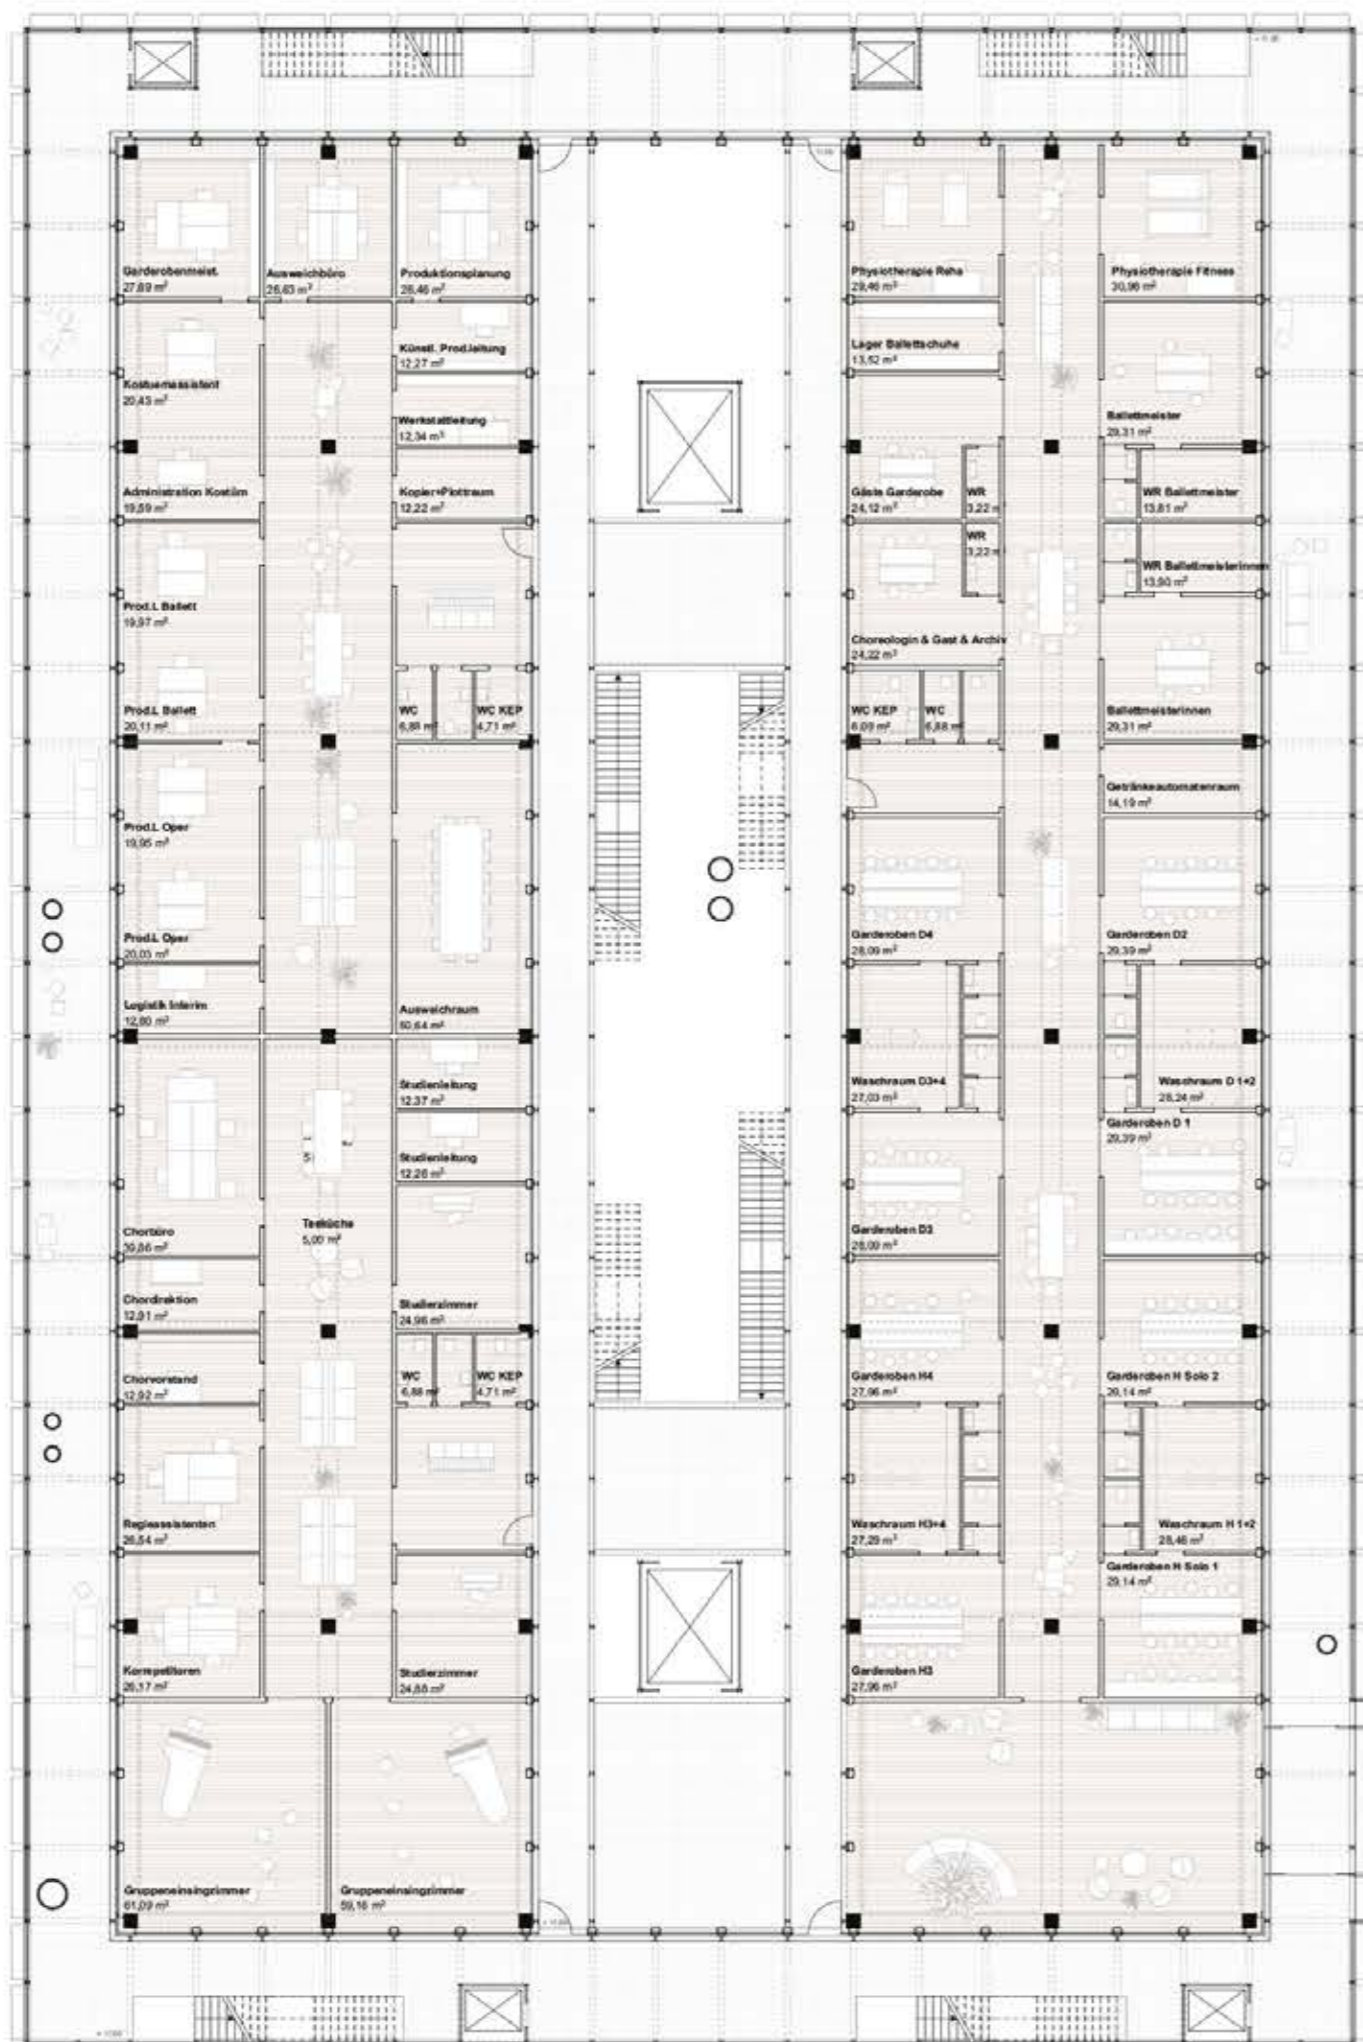 Garderobenmeist.
27,89 m²
Ausweichbüro
26,63 m²
Produktionsplanung
26,46 m²
Künstl. Prod.leitung
12,27 m²
Kostuemassistent
20,43 m²
Werkstattleitung
12,34 m²
Administration Kostüm
19,59 m²
Kopier+Plottraum
12,22 m²
Prod.L Ballett
19,97 m²
Prod.L Ballett
20,11 m²
WC
6,88 m²
WC KEP
4,71 m²
Prod.L Oper
19,95 m²
Prod.L Oper
20,03 m²
Logistik Interim
12,80 m²
Ausweichraum
50,64 m²
Studienleitung
12,37 m²
Studienleitung
12,26 m²
Chorbüro
39,86 m²
Teeküche
5,00 m²
Chordirektion
12,91 m²
Studierzimmer
24,96 m²
Chorvorstand
12,92 m²
WC
6,88 m²
WC KEP
4,71 m²
Regieassistenten
26,54 m²
Korrepetitoren
26,17 m²
Studierzimmer
24,88 m²
Gruppeneinsingzimmer
61,09 m²
Gruppeneinsingzimmer
59,16 m²
Physiotherapie Reha
29,46 m²
Physiotherapie Fitness
30,96 m²
Lager Ballettschuhe
13,52 m²
Ballettmeister
29,31 m²
Gäste Garderobe
24,12 m²
WR
3,22 m
WR Ballettmeister
13,81 m²
WR
3,22 m
WR Ballettmeisterinnen
13,90 m²
Choreologin & Gast & Archiv
24,22 m²
WC KEP
6,09 m²
WC
6,88 m²
Ballettmeisterinnen
29,31 m²
Getränkeautomatenraum
14,19 m²
Garderoben D4
28,09 m²
Garderoben D2
29,39 m²
Waschraum D3+4
27,03 m²
Waschraum D 1+2
28,24 m²
Garderoben D 1
29,39 m²
Garderoben D3
28,09 m²
Garderoben H4
27,96 m²
Garderoben H Solo 2
29,14 m²
Waschraum H3+4
27,29 m²
Waschraum H 1+2
28,46 m²
Garderoben H Solo 1
29,14 m²
Garderoben H3
27,96 m²